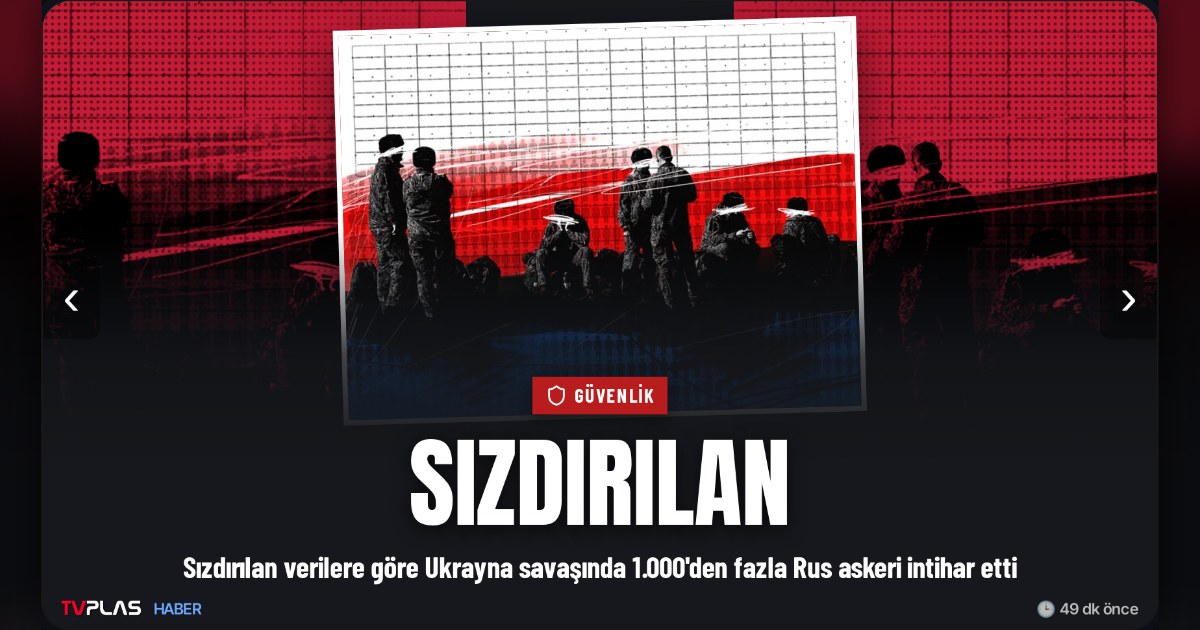 GÜVENLİK
SIZDIRILAN
Sızdırılan verilere göre Ukrayna savaşında 1.000'den fazla Rus askeri intihar etti
TVPLAS HABER
49 dk önce